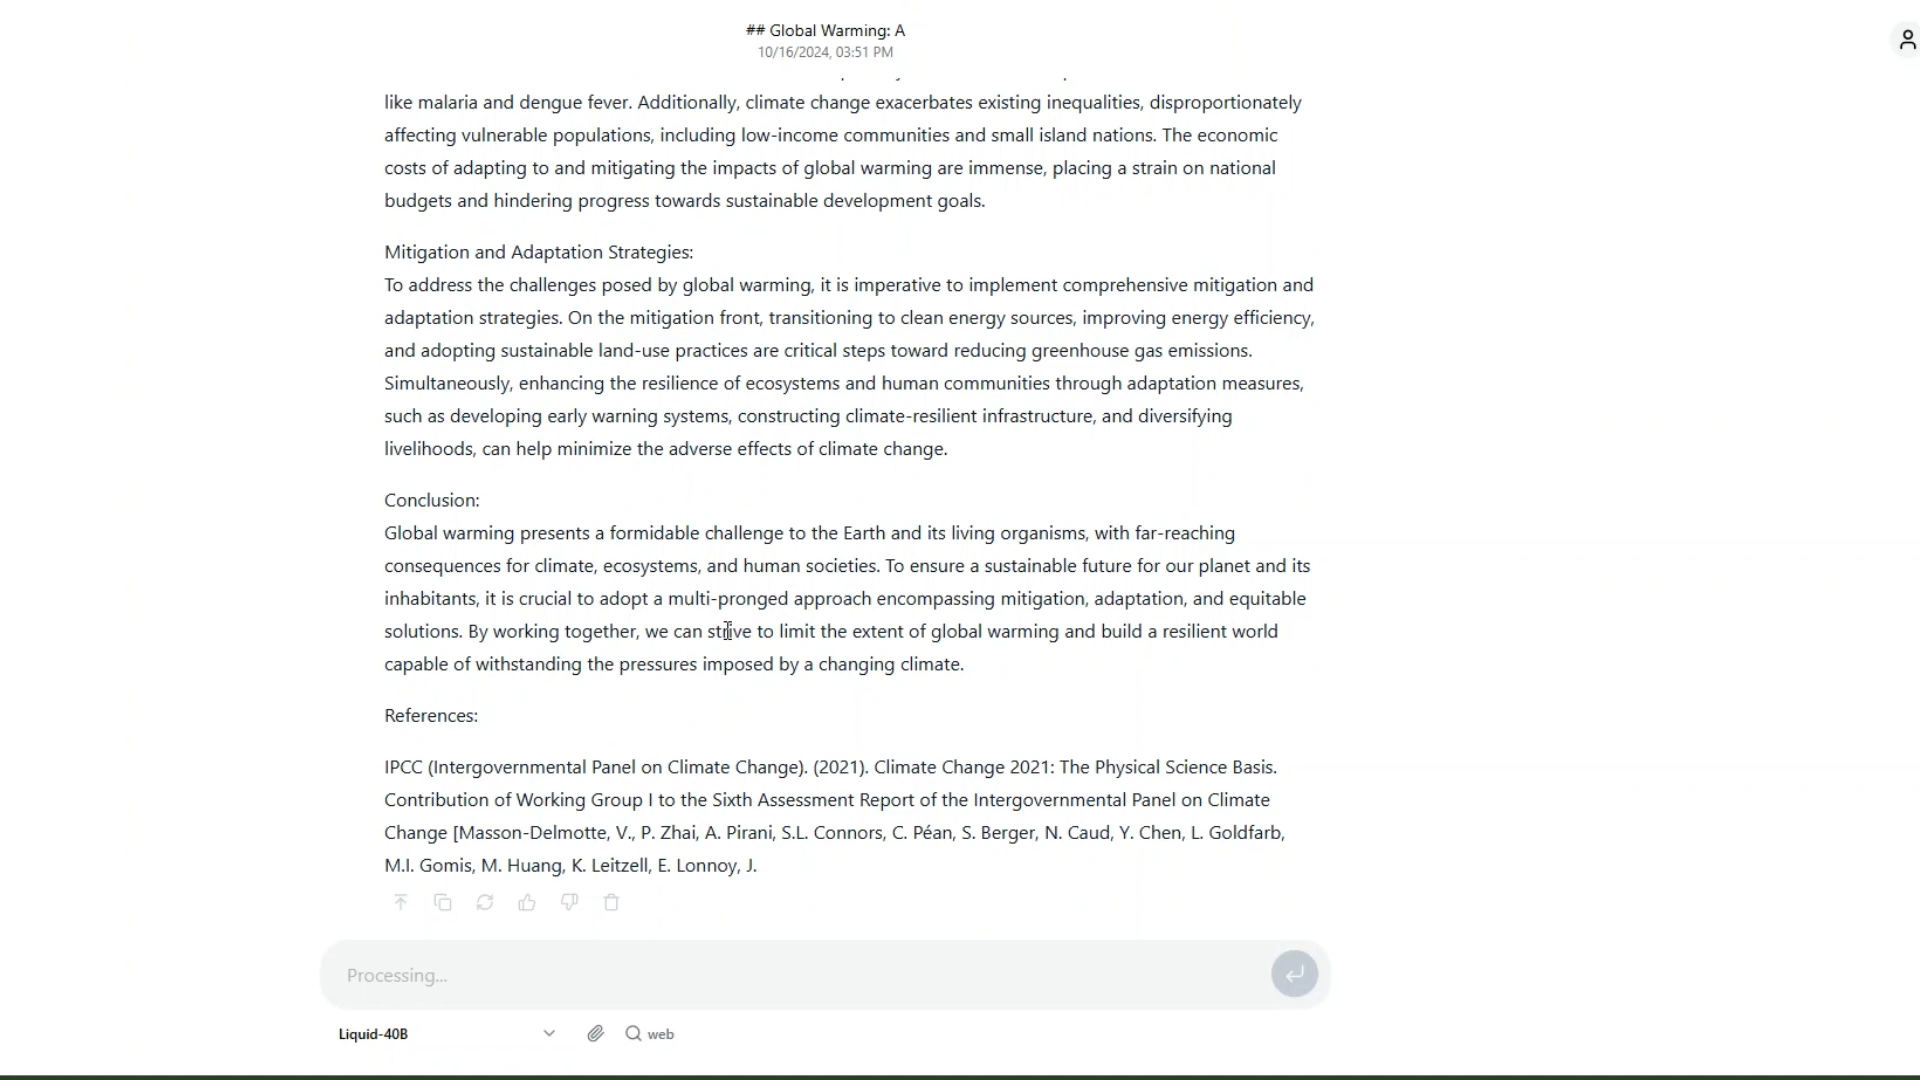 ## Global Warming: A
10/16/2024, 03:51 PM
like malaria and dengue fever. Additionally, climate change exacerbates existing inequalities, disproportionately
affecting vulnerable populations, including low-income communities and small island nations. The economic
costs of adapting to and mitigating the impacts of global warming are immense, placing a strain on national
budgets and hindering progress towards sustainable development goals.
Mitigation and Adaptation Strategies:
To address the challenges posed by global warming, it is imperative to implement comprehensive mitigation and
adaptation strategies. On the mitigation front, transitioning to clean energy sources, improving energy efficiency,
and adopting sustainable land-use practices are critical steps toward reducing greenhouse gas emissions.
Simultaneously, enhancing the resilience of ecosystems and human communities through adaptation measures,
such as developing early warning systems, constructing climate-resilient infrastructure, and diversifying
livelihoods, can help minimize the adverse effects of climate change.
Conclusion:
Global warming presents a formidable challenge to the Earth and its living organisms, with far-reaching
consequences for climate, ecosystems, and human societies. To ensure a sustainable future for our planet and its
inhabitants, it is crucial to adopt a multi-pronged approach encompassing mitigation, adaptation, and equitable
solutions. By working together, we can strive to limit the extent of global warming and build a resilient world
capable of withstanding the pressures imposed by a changing climate.
References:
IPCC (Intergovernmental Panel on Climate Change). (2021). Climate Change 2021: The Physical Science Basis.
Contribution of Working Group I to the Sixth Assessment Report of the Intergovernmental Panel on Climate
Change [Masson-Delmotte, V., P. Zhai, A. Pirani, S.L. Connors, C. Péan, S. Berger, N. Caud, Y. Chen, L. Goldfarb,
M.I. Gomis, M. Huang, K. Leitzell, E. Lonnoy, J.
Processing...
Liquid-40B web